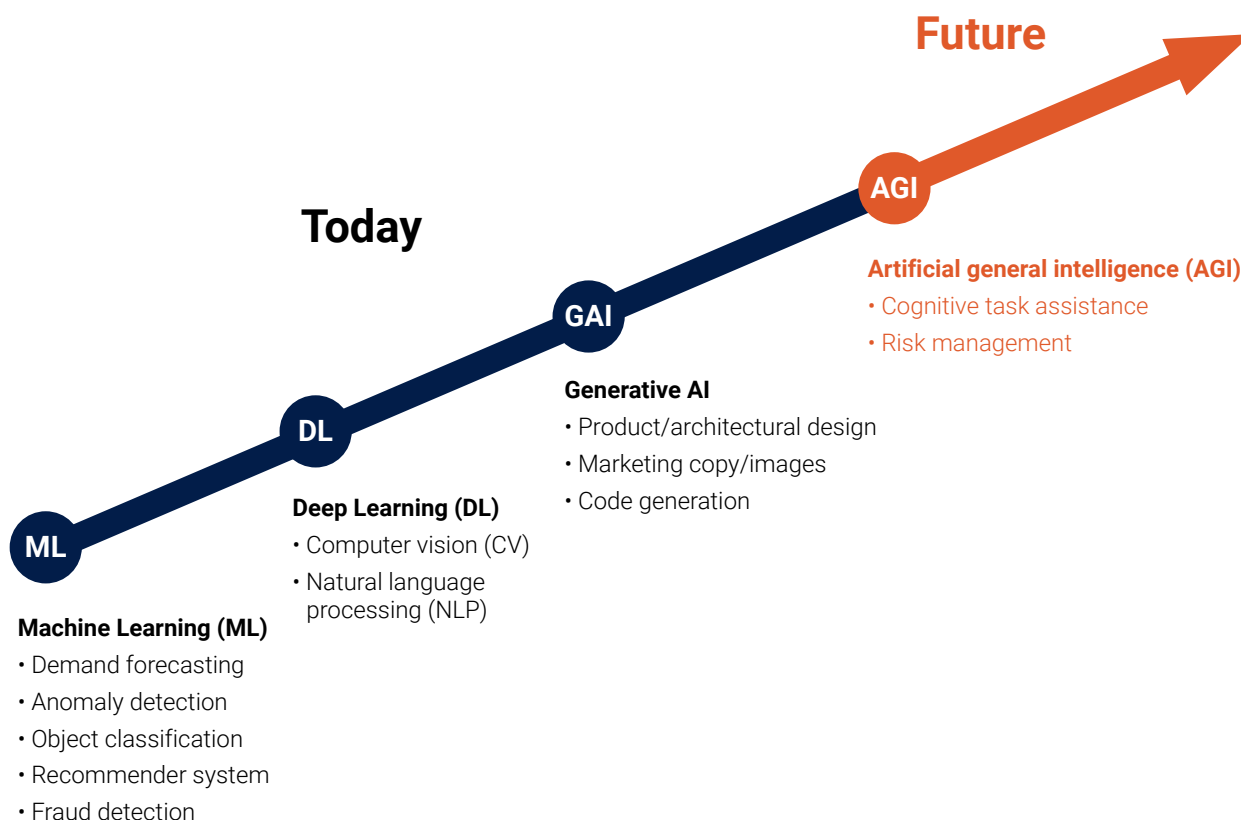 Future
AGI
Today
Artificial general intelligence (AGI)
• Cognitive task assistance
• Risk management
GAI
Generative AI
• Product/architectural design
• Marketing copy/images
• Code generation
DL
Deep Learning (DL)
• Computer vision (CV)
• Natural language
processing (NLP)
ML
Machine Learning (ML)
• Demand forecasting
• Anomaly detection
• Object classification
• Recommender system
• Fraud detection